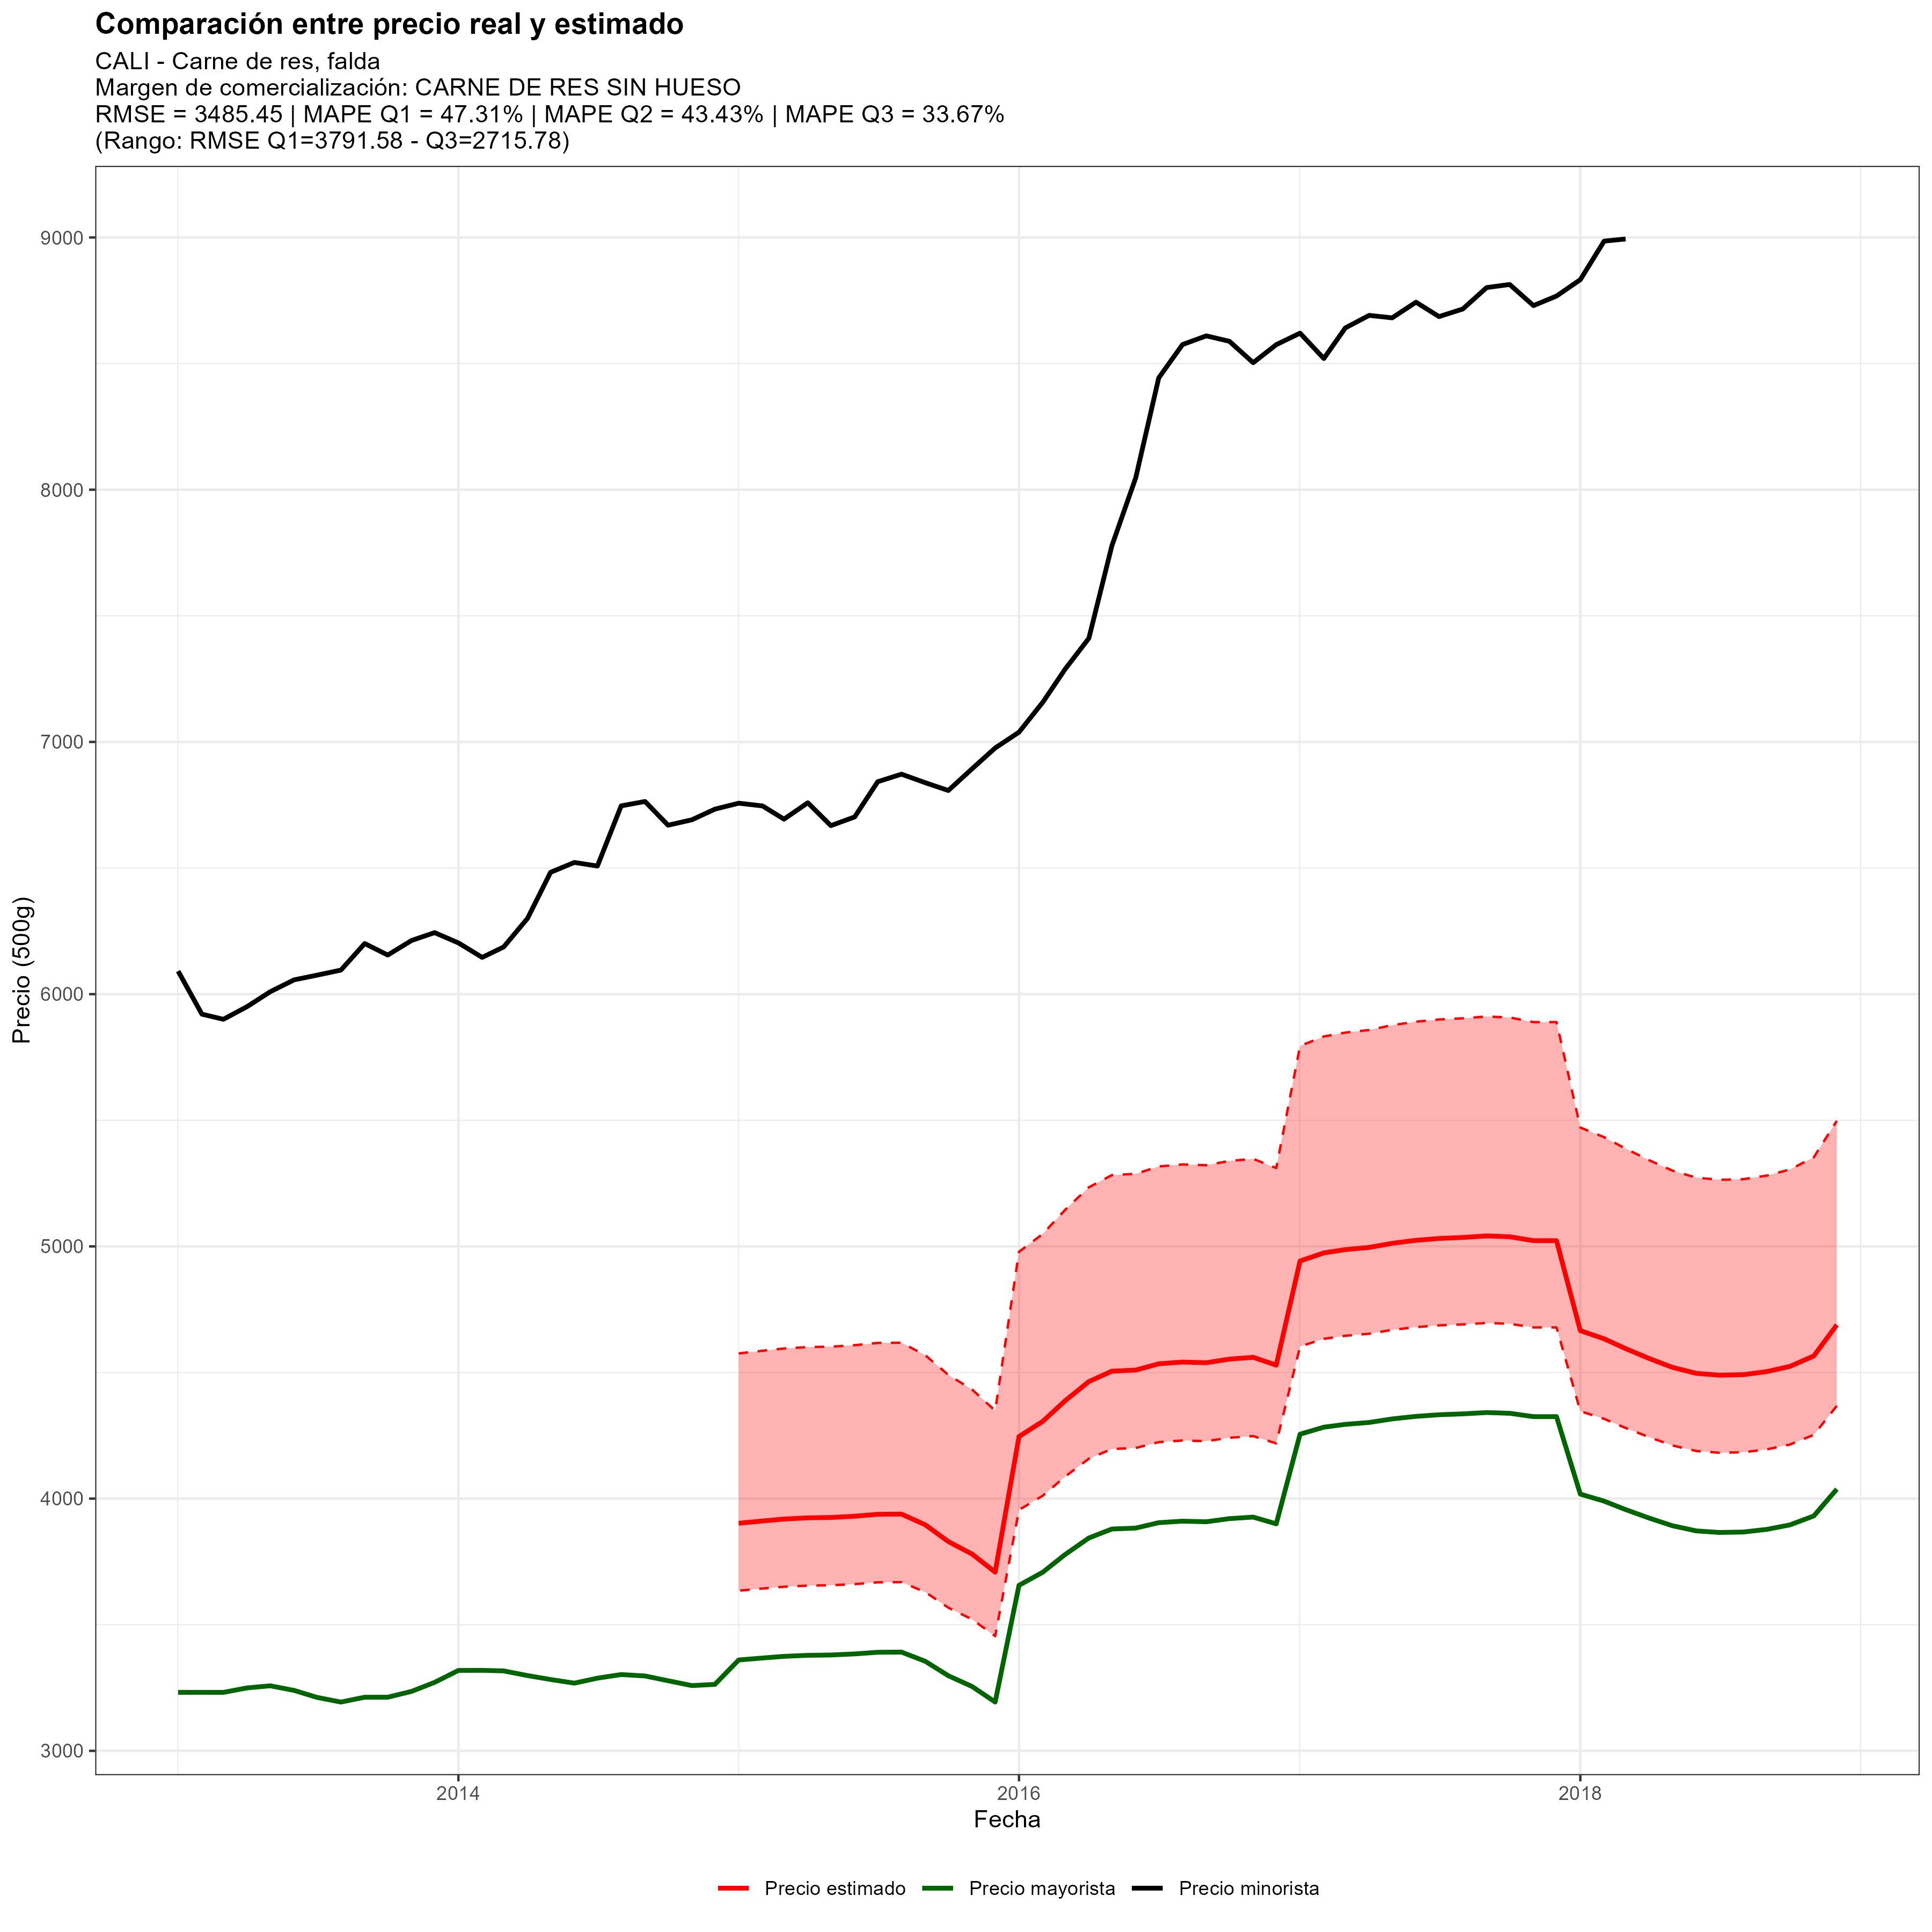 Comparación entre precio real y estimado
CALI - Carne de res, falda
Margen de comercialización: CARNE DE RES SIN HUESO
RMSE = 3485.45 | MAPE Q1 = 47.31% | MAPE Q2 = 43.43% | MAPE Q3 = 33.67%
(Rango: RMSE Q1=3791.58 - Q3=2715.78)
Precio (500g)
9000
8000
7000
6000
5000
4000
3000
2014
2016
2018
Fecha
Precio estimado
Precio mayorista
Precio minorista